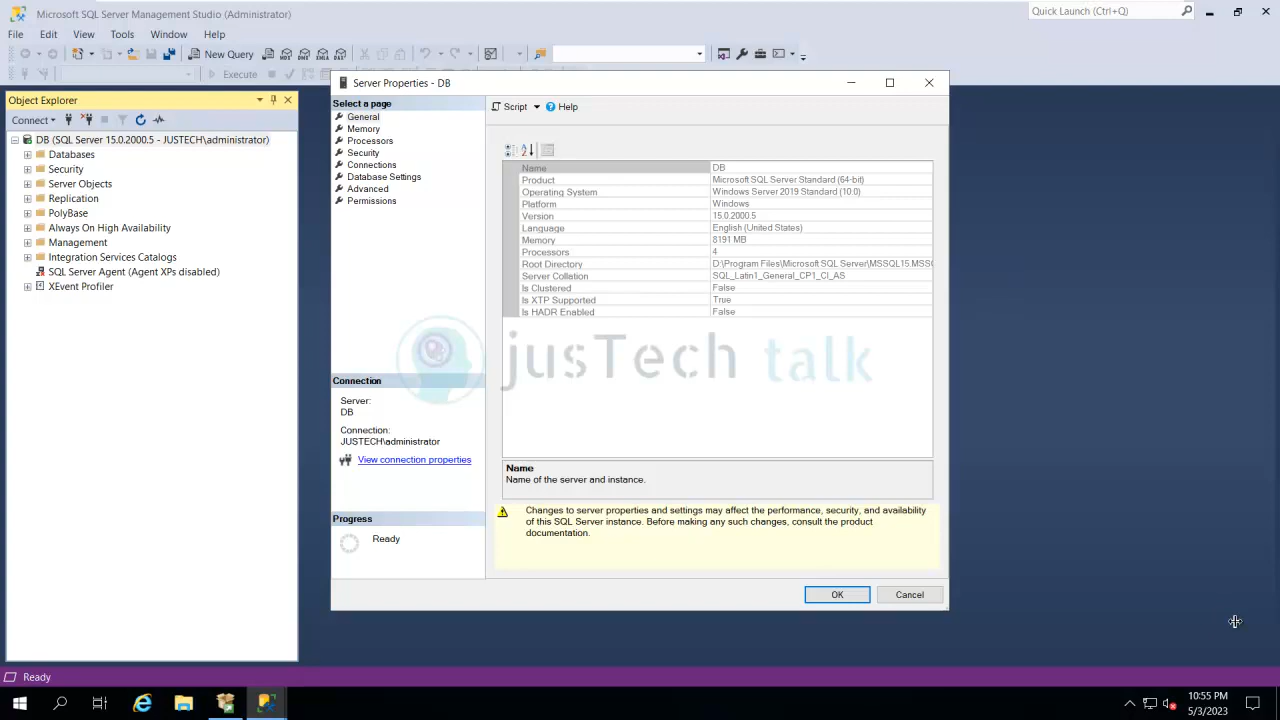 Microsoft SQL Server Management Studio (Administrator)
Quick Launch (Ctrl+Q)
File Edit View Tools Window Help
New Query
Execute
Object Explorer
Connect
DB (SQL Server 15.0.2000.5 - JUSTECH\administrator)
Databases
Security
Server Objects
Replication
PolyBase
Always On High Availability
Management
Integration Services Catalogs
SQL Server Agent (Agent XPs disabled)
XEvent Profiler
Server Properties - DB
Select a page
General
Memory
Processors
Security
Connections
Database Settings
Advanced
Permissions
Connection
Server:
DB
Connection:
JUSTECH\administrator
View connection properties
Progress
Ready
Script Help
Name DB
Product Microsoft SQL Server Standard (64-bit)
Operating System Windows Server 2019 Standard (10.0)
Platform Windows
Version 15.0.2000.5
Language English (United States)
Memory 8191 MB
Processors 4
Root Directory D:\Program Files\Microsoft SQL Server\MSSQL15.MSSQ
Server Collation SQL_Latin1_General_CP1_CI_AS
Is Clustered False
Is XTP Supported True
Is HADR Enabled False
jusTech talk
Name
Name of the server and instance.
Changes to server properties and settings may affect the performance, security, and availability
of this SQL Server instance. Before making any such changes, consult the product
documentation.
OK Cancel
Ready
10:55 PM
5/3/2023